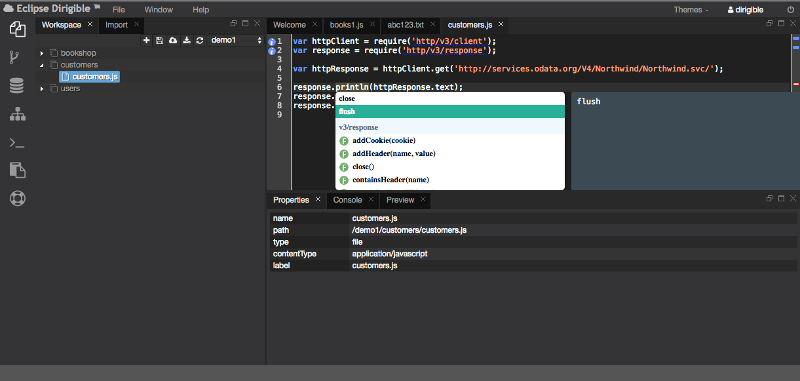 Eclipse Dirigible File Window Help Themes dirigible
Workspace Import
demo1
bookshop
customers
customers.js
users
Welcome books1.js abc123.txt customers.js
1 var httpClient = require('http/v3/client');
2 var response = require('http/v3/response');
3
4 var httpResponse = httpClient.get('http://services.odata.org/V4/Northwind/Northwind.svc/');
5
6 response.println(httpResponse.text);
7 response.
8 response.
9
close
flush
v3/response
F addCookie(cookie)
F addHeader(name, value)
F close()
F containsHeader(name)
flush
Properties Console Preview
name customers.js
path /demo1/customers/customers.js
type file
contentType application/javascript
label customers.js